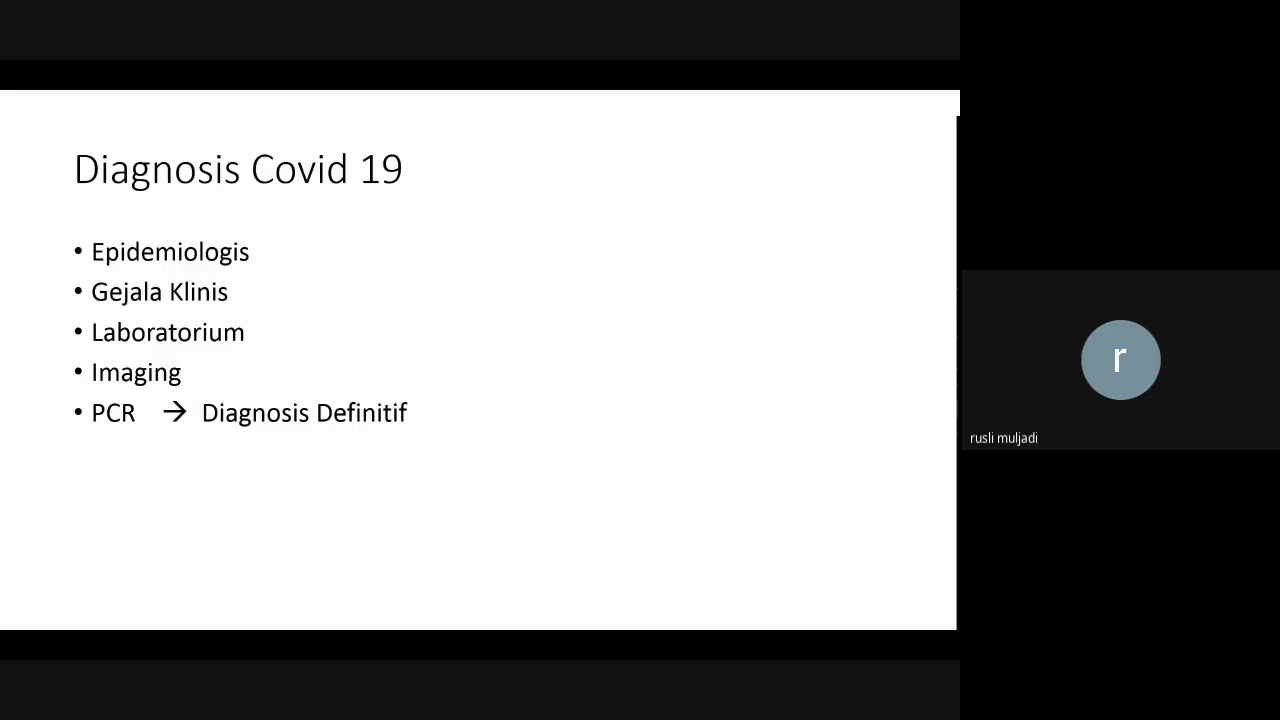 Diagnosis Covid 19
• Epidemiologis
• Gejala Klinis
• Laboratorium
• Imaging
• PCR → Diagnosis Definitif
r
rusli muljadi